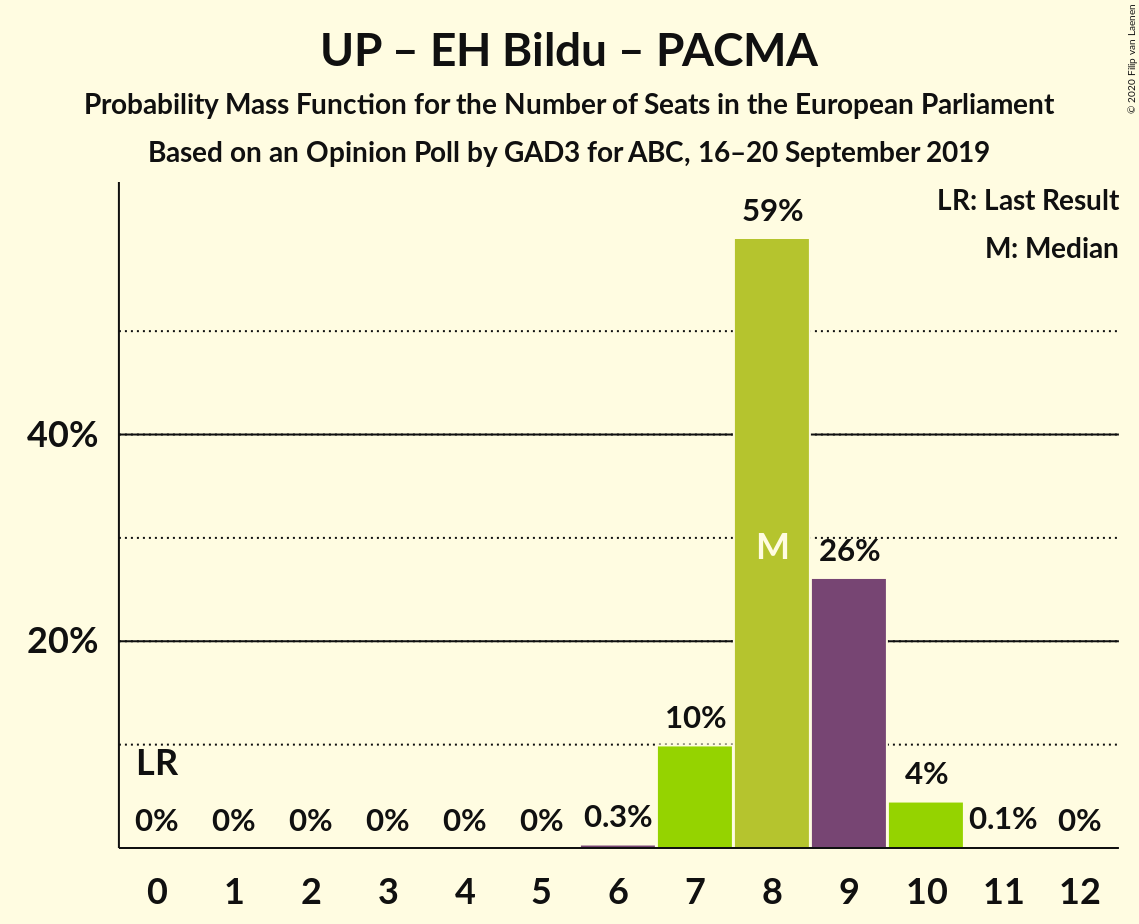 UP – EH Bildu – PACMA
Probability Mass Function for the Number of Seats in the European Parliament
Based on an Opinion Poll by GAD3 for ABC, 16–20 September 2019
© 2020 Filip van Laenen
LR: Last Result
M: Median
59%
40%
M
26%
20%
10%
LR
4%
0%
0%
0%
0%
0%
0%
0.3%
0.1%
0%
0 1 2 3 4 5 6 7 8 9 10 11 12